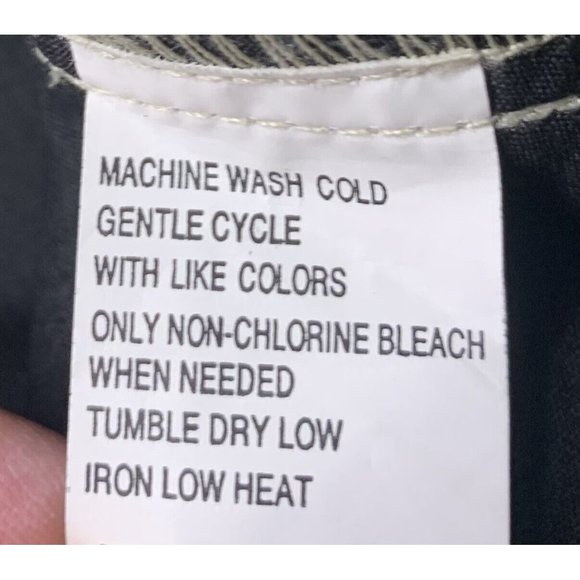 MACHINE WASH COLD
GENTLE CYCLE
WITH LIKE COLORS
ONLY NON-CHLORINE BLEACH
WHEN NEEDED
TUMBLE DRY LOW
IRON LOW HEAT